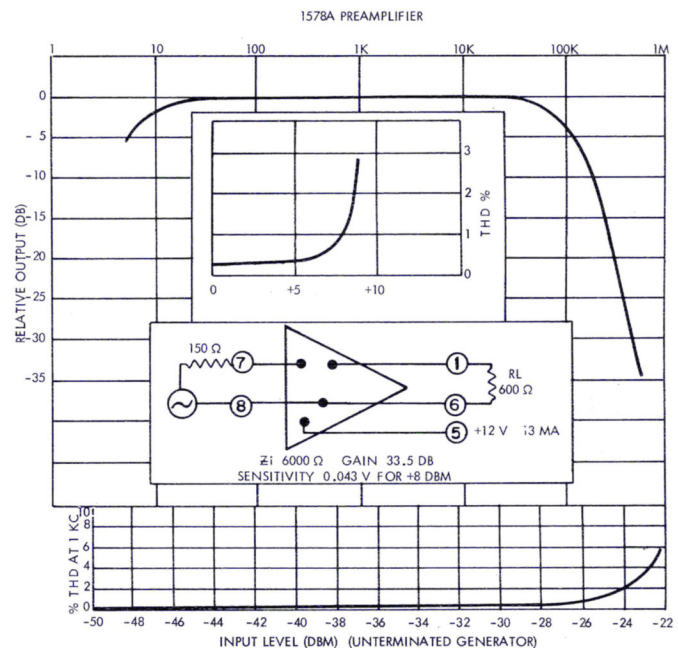 1578A PREAMPLIFIER
1 10 100 1K 10K 100K 1M
0
-5
-10
-15
-20
-25
-30
-35
RELATIVE OUTPUT (DB)
3
2
1
0
THD %
0 +5 +10
150 Ω
7
8
1
6
5
RL
600 Ω
+12 V 13 MA
Zi 6000 Ω GAIN 33.5 DB
SENSITIVITY 0.043 V FOR +8 DBM
% THD AT 1 KC
10
8
6
4
2
0
-50 -48 -46 -44 -42 -40 -38 -36 -34 -32 -30 -28 -26 -24 -22
INPUT LEVEL (DBM) (UNTERMINATED GENERATOR)